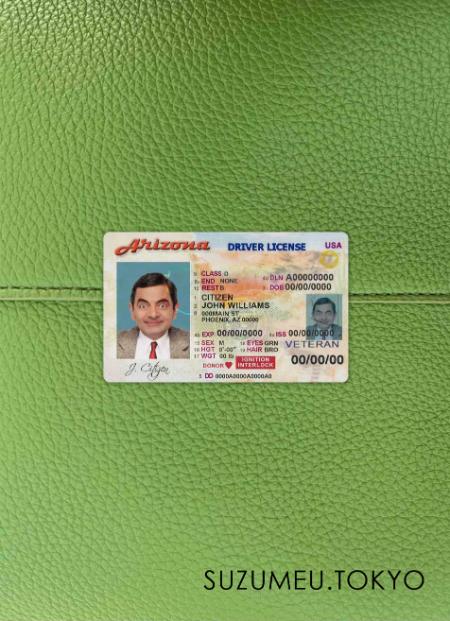 Arizona DRIVER LICENSE USA
9 CLASS D
9a END NONE
12 REST B
4d DLN A00000000
3 DOB 00/00/0000
1 CITIZEN
2 JOHN WILLIAMS
8 000MAIN ST
PHOENIX, AZ 00000
4b EXP 00/00/0000 4a ISS 00/00/0000
15 SEX M 18 EYES GRN VETERAN
16 HGT 0'-00" 19 HAIR BRO
17 WGT 00 lb 00/00/00
DONOR IGNITION
INTERLOCK
J. Citizen
5 DD 0000A0000A0000A0
SUZUMEU.TOKYO